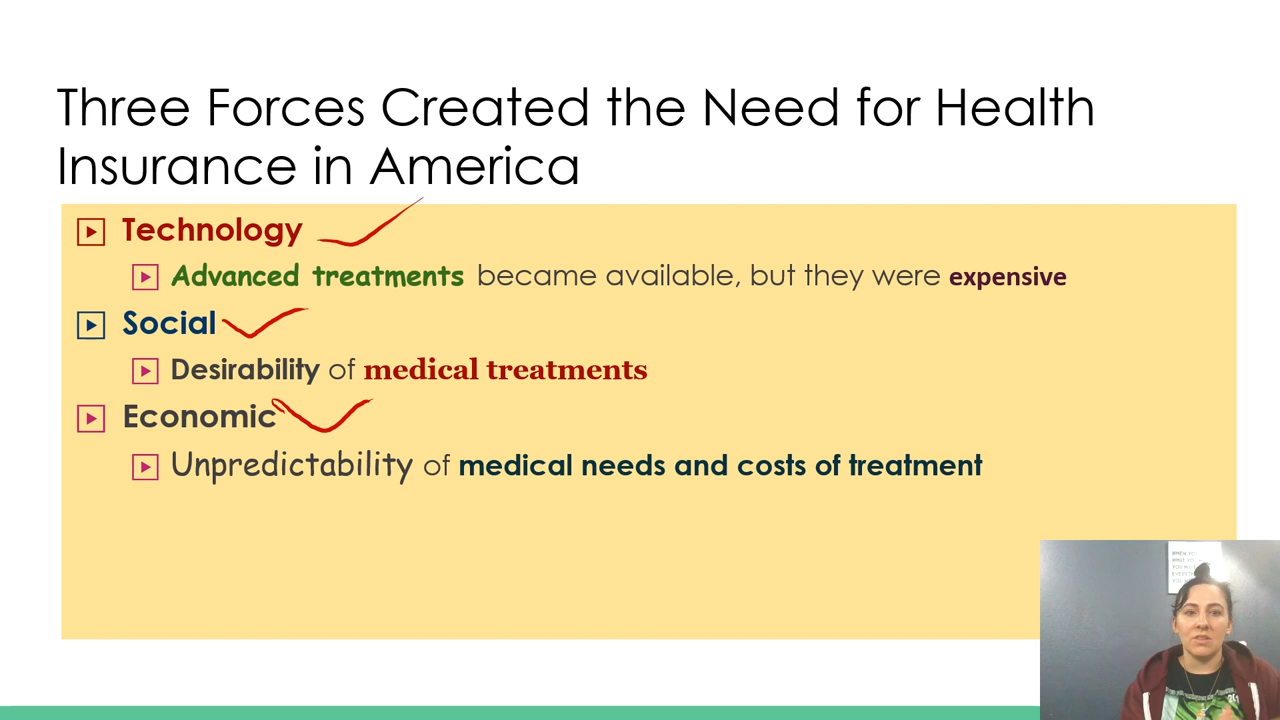 Three Forces Created the Need for Health
Insurance in America
Technology
Advanced treatments became available, but they were expensive
Social
Desirability of medical treatments
Economic
Unpredictability of medical needs and costs of treatment